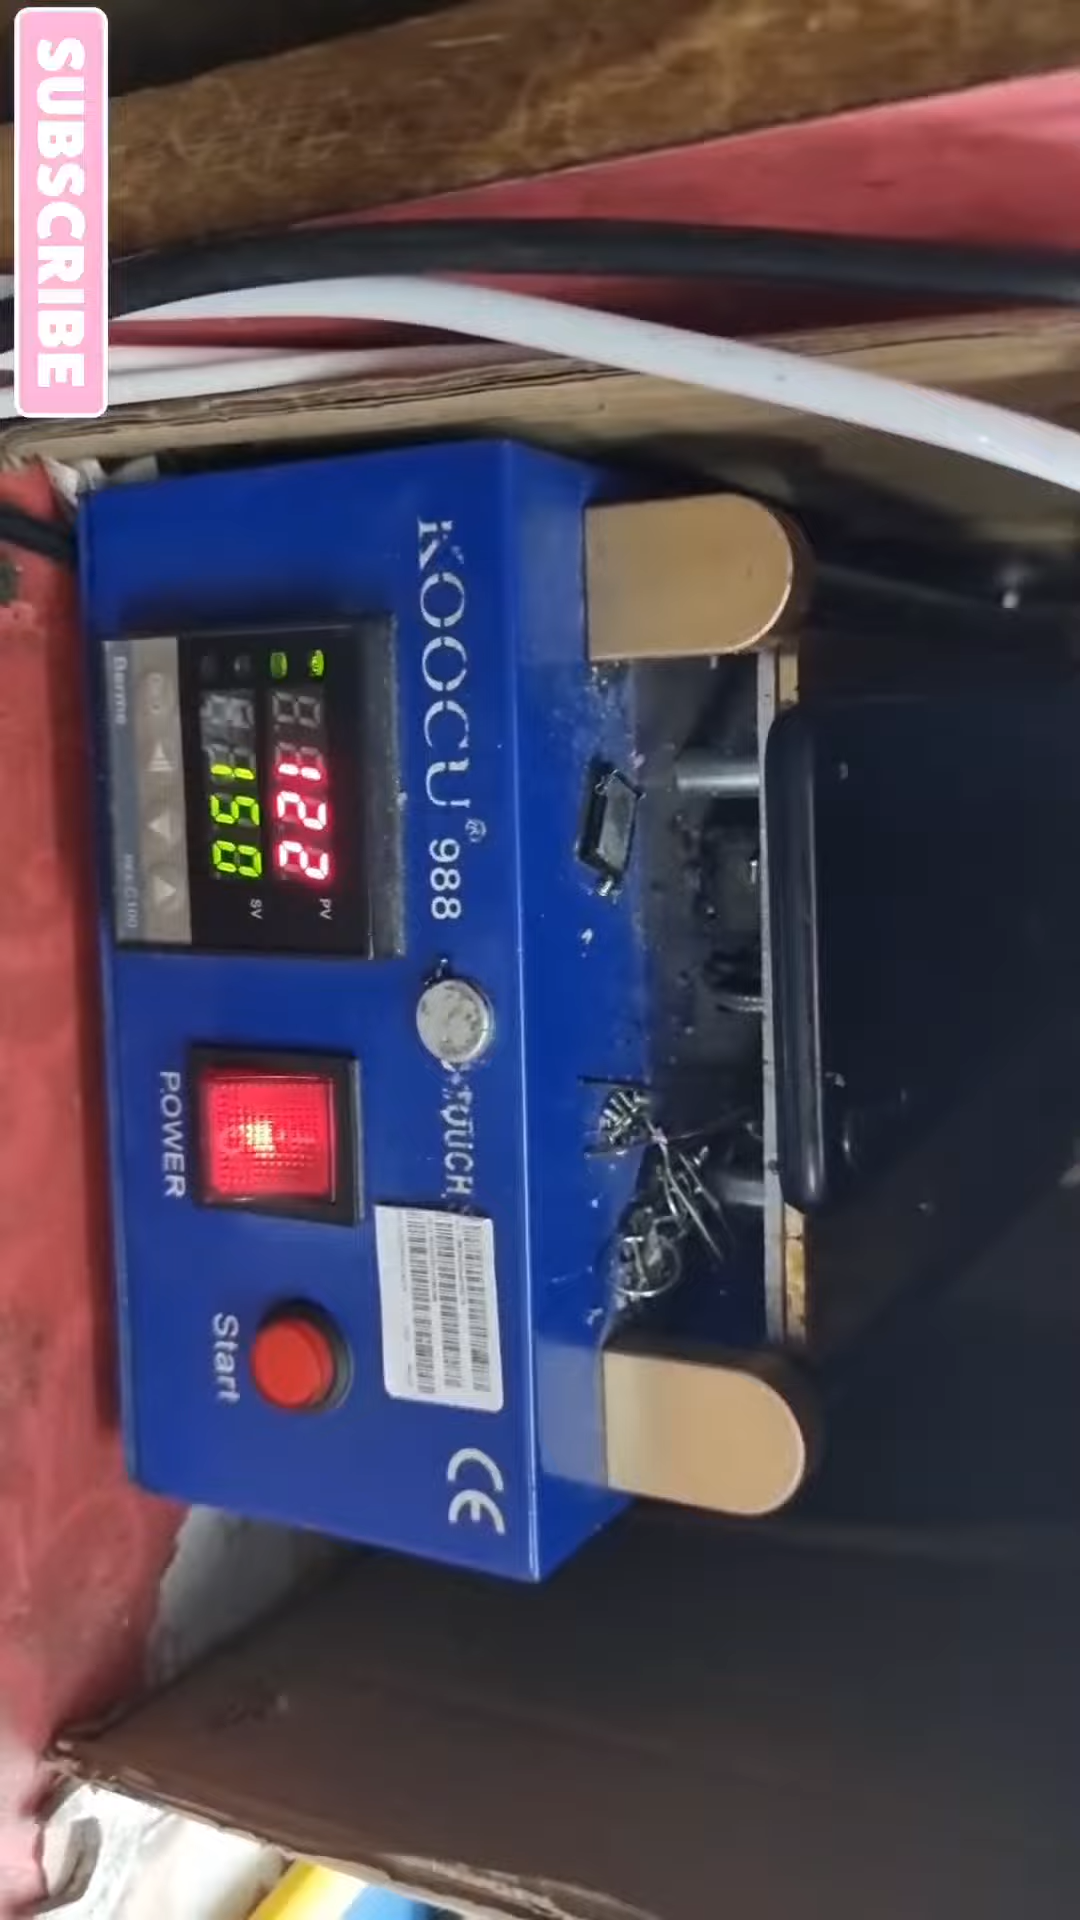 SUBSCRIBE
KOOCU® 988
TOUCH
122 PV
158 SV
POWER
Start
CE